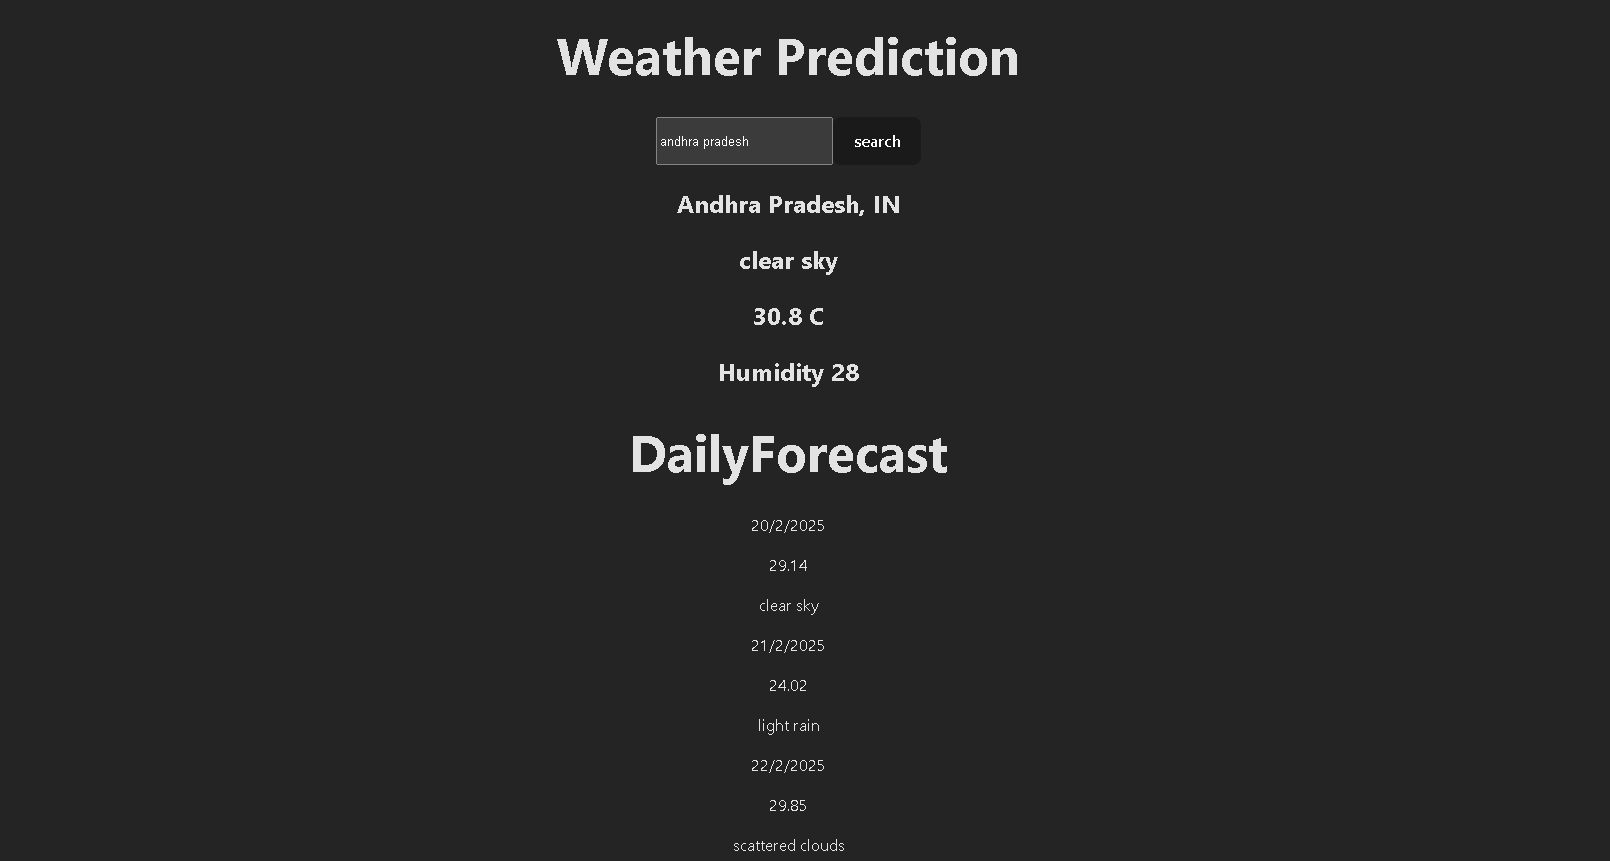 Weather Prediction
andhra pradesh search
Andhra Pradesh, IN
clear sky
30.8 C
Humidity 28
DailyForecast
20/2/2025
29.14
clear sky
21/2/2025
24.02
light rain
22/2/2025
29.85
scattered clouds